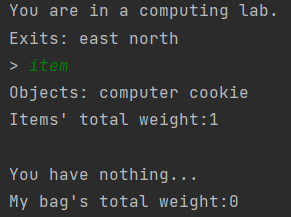 You are in a computing lab.
Exits: east north
> item
Objects: computer cookie
Items' total weight:1
You have nothing...
My bag's total weight:0